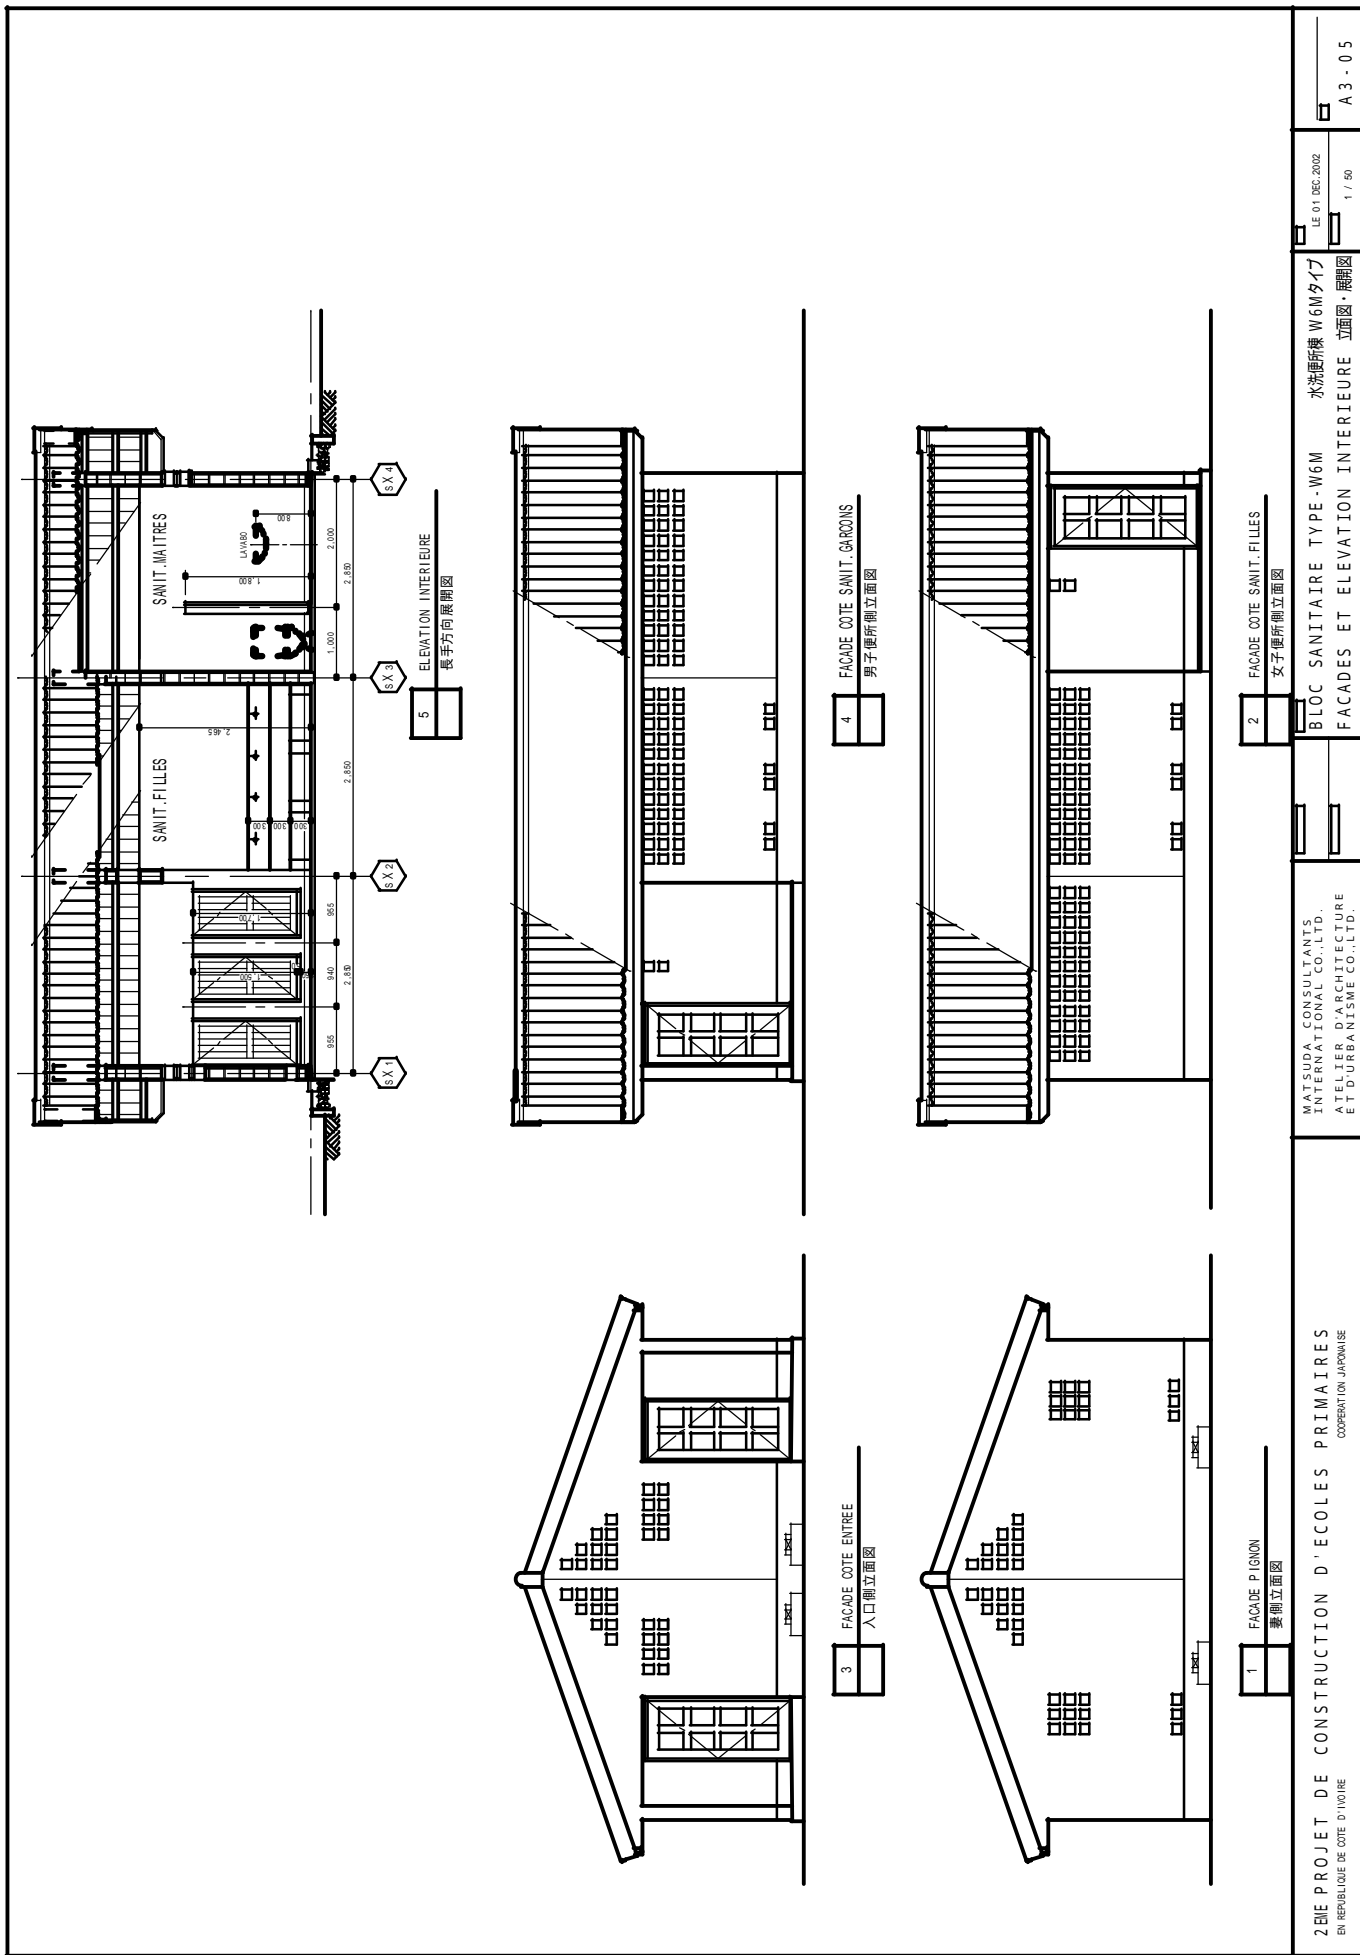 SANIT.FILLES
SANIT.MAITRES
LAVABO
1,700
1,500
2,465
300
300
300
1,800
800
955
940
955
1,000
2,000
2,850
2,850
2,850
SX1
SX2
SX3
SX4
5
ELEVATION INTERIEURE
長手方向展開図
3
FACADE COTE ENTREE
入口側立面図
4
FACADE COTE SANIT.GARCONS
男子便所側立面図
1
FACADE PIGNON
妻側立面図
2
FACADE COTE SANIT.FILLES
女子便所側立面図
2EME PROJET DE CONSTRUCTION D'ECOLES PRIMAIRES
EN REPUBLIQUE DE COTE D'IVOIRE
COOPERATION JAPONAISE
MATSUDA CONSULTANTS
INTERNATIONAL CO.,LTD.
ATELIER D'ARCHITECTURE
ET D'URBANISME CO.,LTD.
BLOC SANITAIRE TYPE-W6M 水洗便所棟 W6Mタイプ
FACADES ET ELEVATION INTERIEURE 立面図・展開図
LE 01 DEC.2002
1 / 50
A3-05